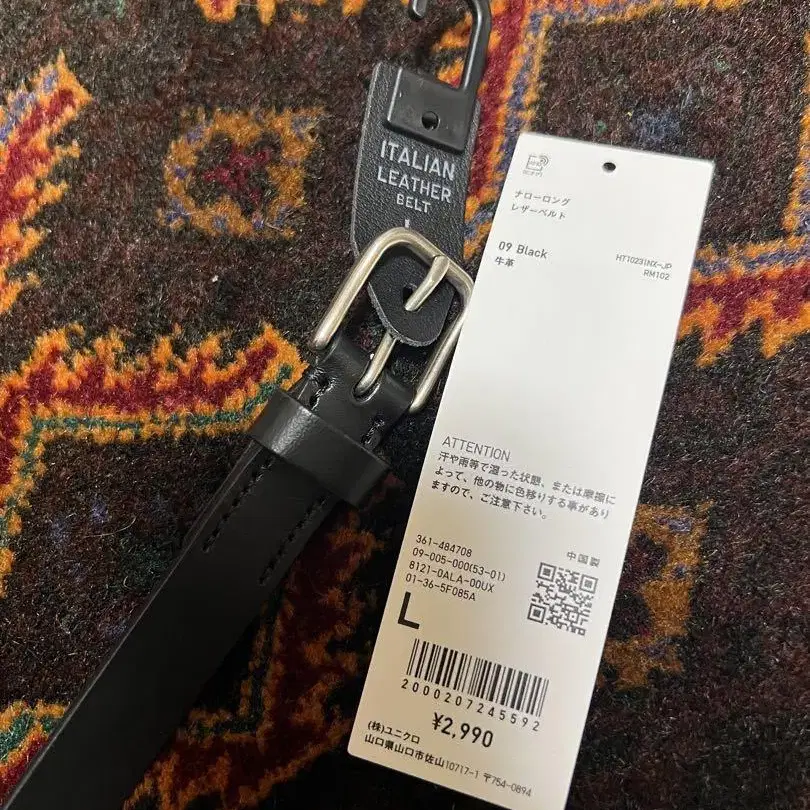 ITALIAN
LEATHER
BELT
L
ナローロング
レザーベルト
09 Black
牛革
HT10231NX-JP
RM102
ATTENTION
汗や雨等で湿った状態、または摩擦に
よって、他の物に色移りする事があり
ますので、ご注意下さい。
361-484708
中国製
09-005-000(53-01)
8121-0ALA-00UX
01-36-5F085A
L
2000207245592
¥2,990
(株)ユニクロ
山口県山口市佐山10717-1 〒754-0894